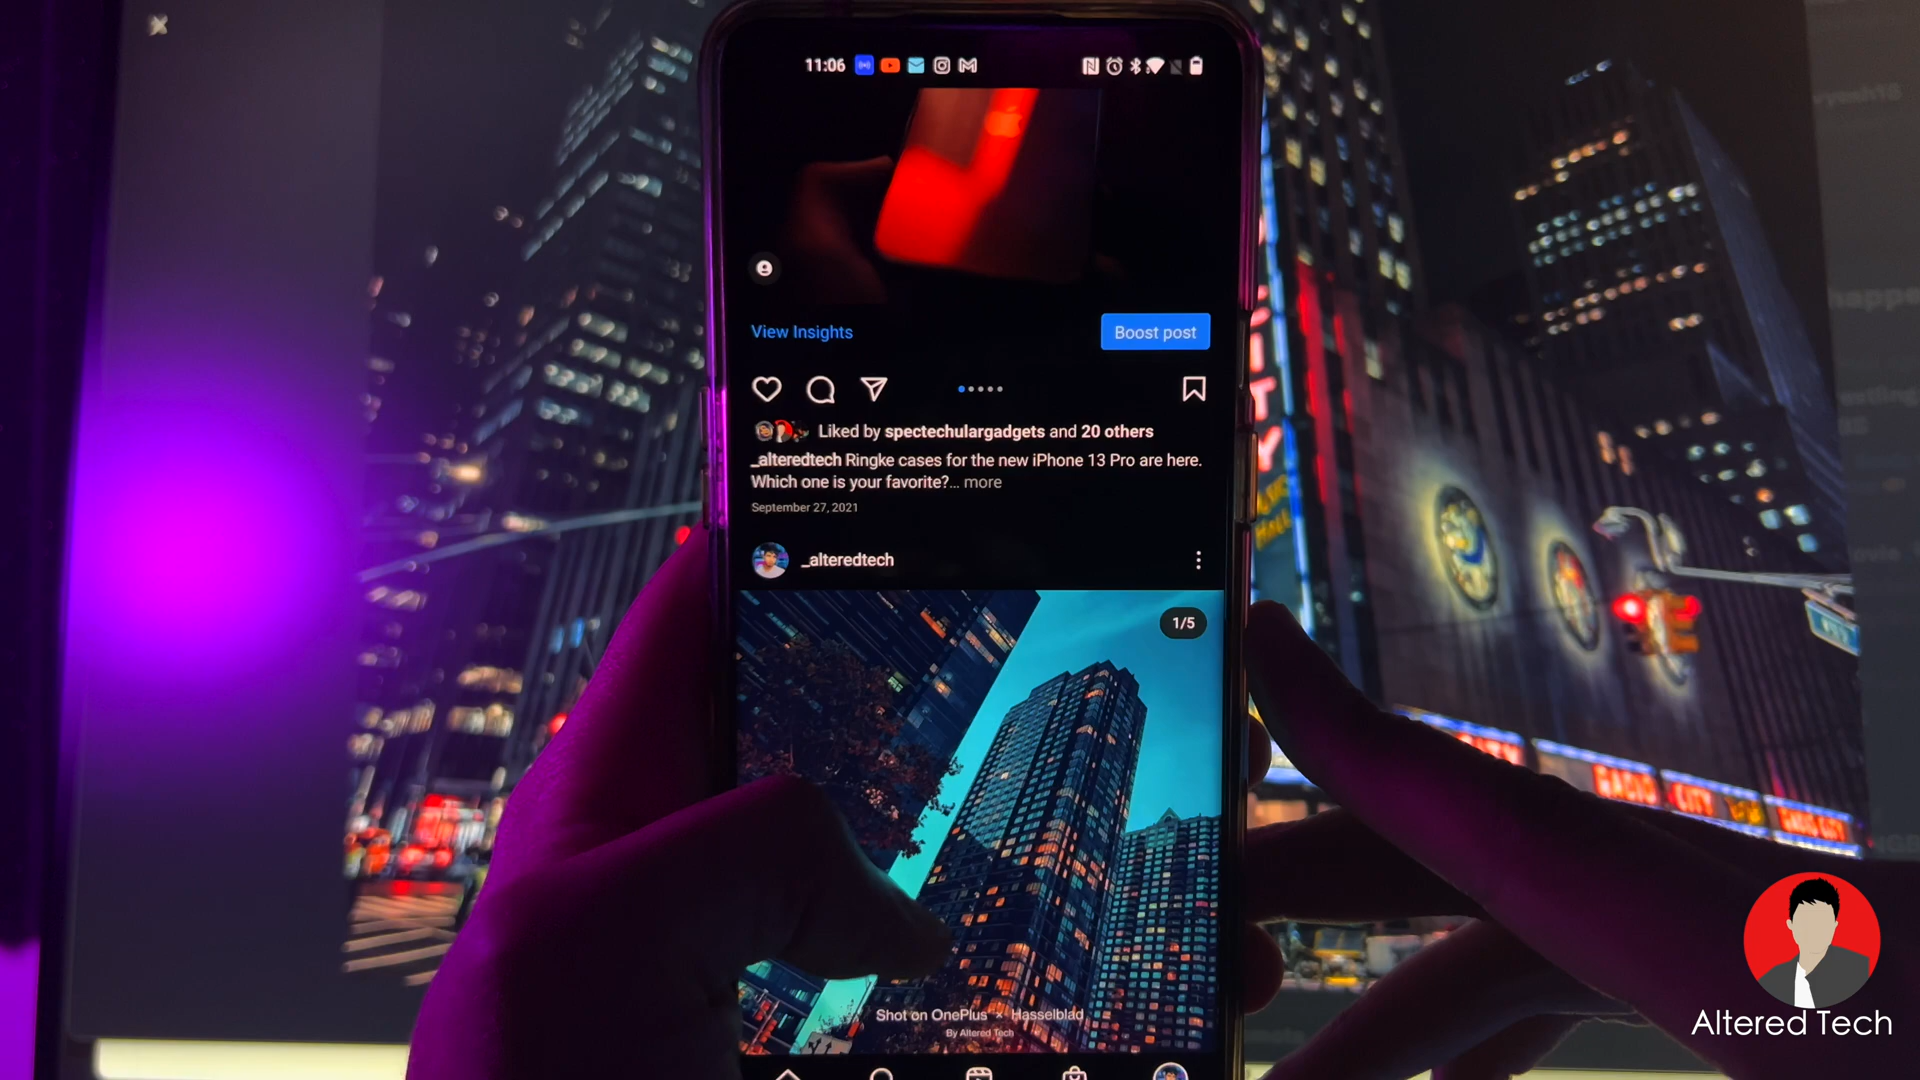 11:06
View Insights
Boost post
Liked by spectechulargadgets and 20 others
_alteredtech Ringke cases for the new iPhone 13 Pro are here.
Which one is your favorite?... more
September 27, 2021
_alteredtech
1/5
Shot on OnePlus × Hasselblad
By Altered Tech
RADIO CITY
Altered Tech